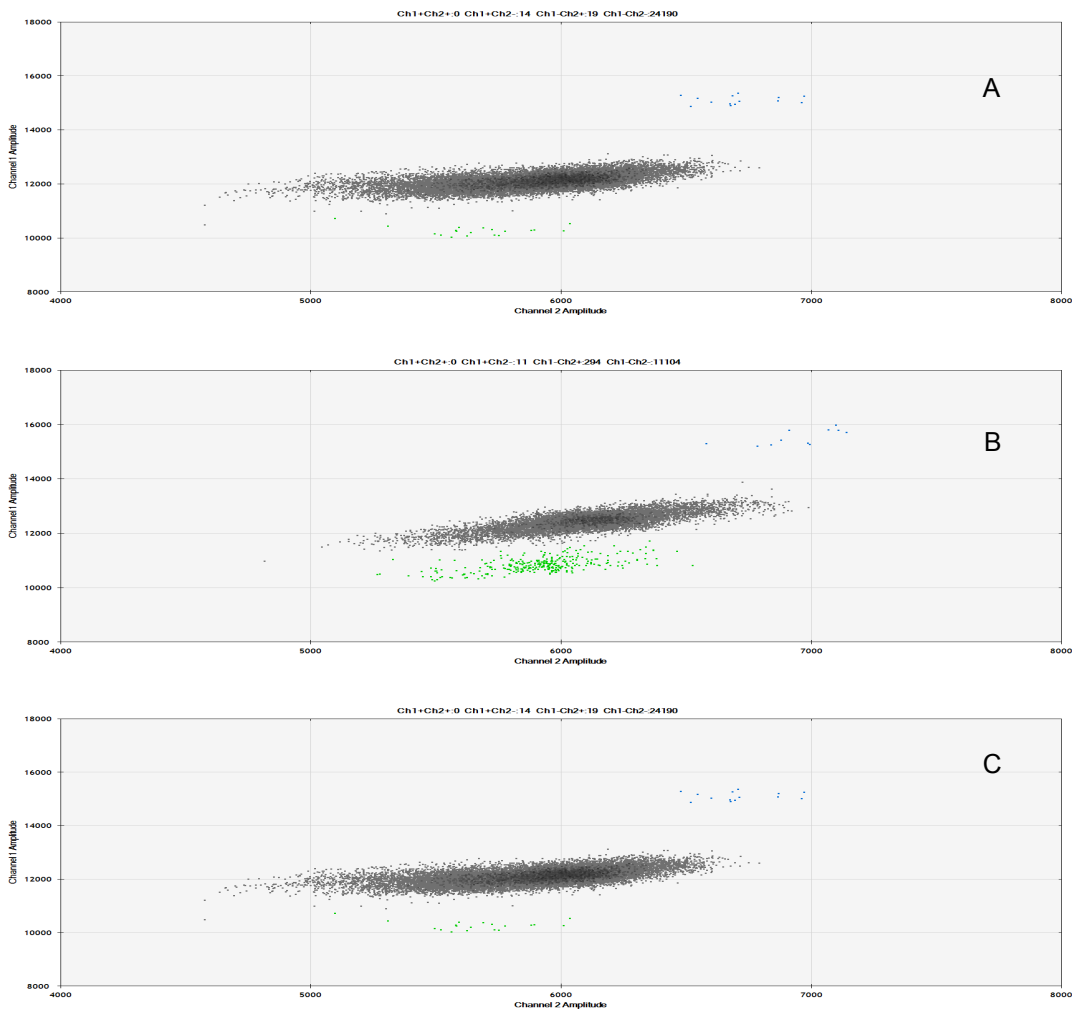 Ch1+Ch2+:0 Ch1+Ch2-:14 Ch1-Ch2+:19 Ch1-Ch2-:24190
A
Channel 1 Amplitude
18000
16000
14000
12000
10000
8000
4000 5000 6000 7000 8000
Channel 2 Amplitude
Ch1+Ch2+:0 Ch1+Ch2-:11 Ch1-Ch2+:294 Ch1-Ch2-:11104
B
Channel 1 Amplitude
18000
16000
14000
12000
10000
8000
4000 5000 6000 7000 8000
Channel 2 Amplitude
Ch1+Ch2+:0 Ch1+Ch2-:14 Ch1-Ch2+:19 Ch1-Ch2-:24190
C
Channel 1 Amplitude
18000
16000
14000
12000
10000
8000
4000 5000 6000 7000 8000
Channel 2 Amplitude